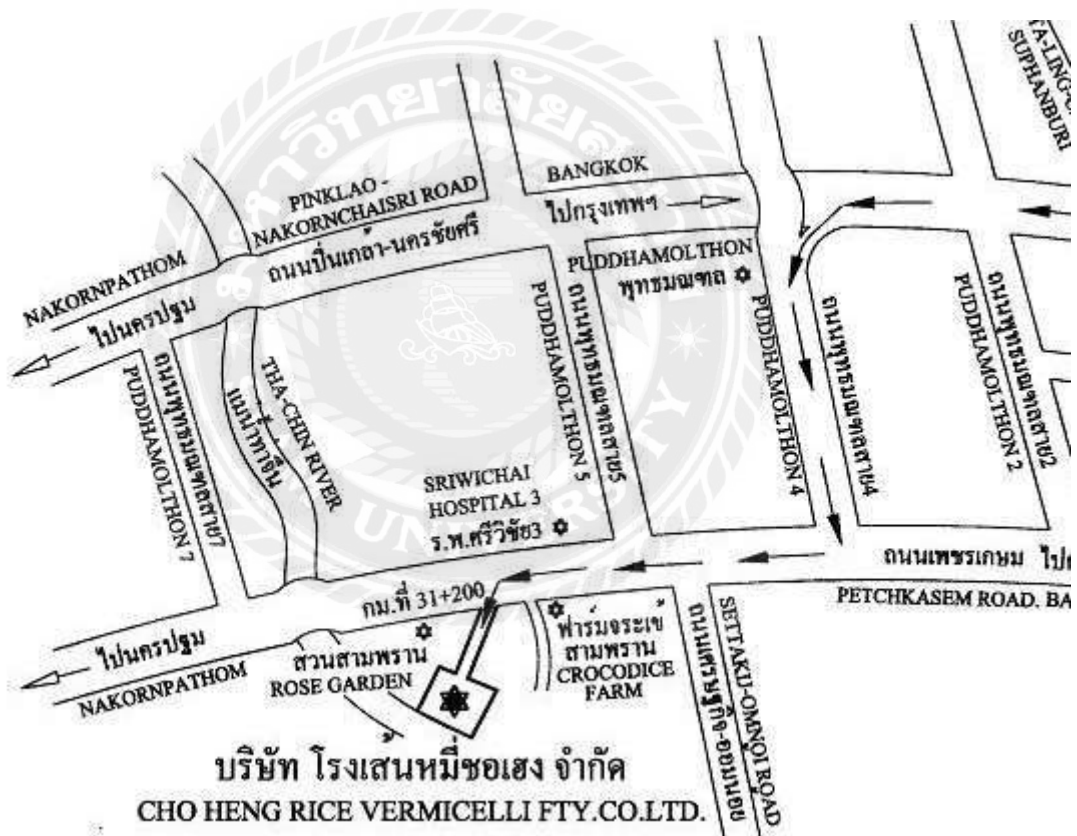 TA-LING-
SUPHANBURI
PINKLAO -
NAKORNCHAISRI ROAD
ถนนปิ่นเกล้า-นครชัยศรี
BANGKOK
ไปกรุงเทพฯ
NAKORNPATHOM
ไปนครปฐม
PUDDHAMOLTHON
พุทธมณฑล
ถนนพุทธมณฑลสาย7
PUDDHAMOLTHON 7
แม่น้ำท่าจีน
THA-CHIN RIVER
ถนนพุทธมณฑลสาย5
PUDDHAMOLTHON 5
PUDDHAMOLTHON 4
ถนนพุทธมณฑลสาย4
ถนนพุทธมณฑลสาย2
PUDDHAMOLTHON 2
SRIWICHAI
HOSPITAL 3
ร.พ.ศรีวิชัย3
ถนนเพชรเกษม ไป
PETCHKASEM ROAD. BA
กม.ที่ 31+200
ไปนครปฐม
NAKORNPATHOM
สวนสามพราน
ROSE GARDEN
ฟาร์มจระเข้
สามพราน
CROCODICE
FARM
SETTAKIJ-OMNOI ROAD
ถนนเศรษฐกิจ-ออมน้อย
บริษัท โรงเส้นหมี่ชอเฮง จำกัด
CHO HENG RICE VERMICELLI FTY.CO.LTD.
UNIVERSITY